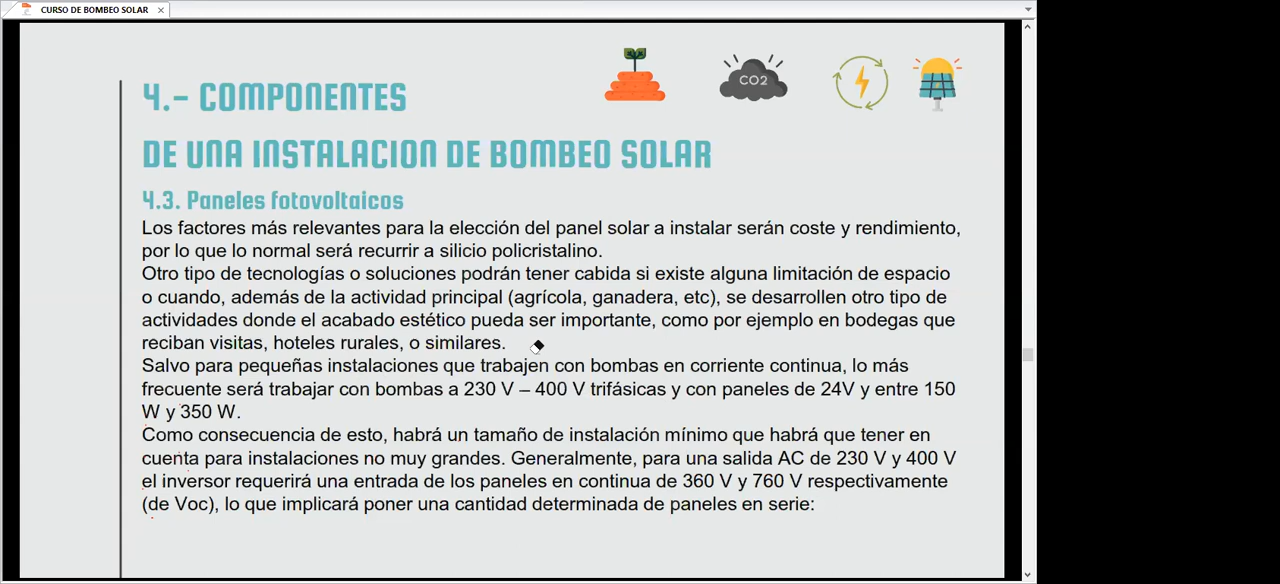 CURSO DE BOMBEO SOLAR
CO2
4.- COMPONENTES
DE UNA INSTALACION DE BOMBEO SOLAR
4.3. Paneles fotovoltaicos
Los factores más relevantes para la elección del panel solar a instalar serán coste y rendimiento,
por lo que lo normal será recurrir a silicio policristalino.
Otro tipo de tecnologías o soluciones podrán tener cabida si existe alguna limitación de espacio
o cuando, además de la actividad principal (agrícola, ganadera, etc), se desarrollen otro tipo de
actividades donde el acabado estético pueda ser importante, como por ejemplo en bodegas que
reciban visitas, hoteles rurales, o similares.
Salvo para pequeñas instalaciones que trabajen con bombas en corriente continua, lo más
frecuente será trabajar con bombas a 230 V – 400 V trifásicas y con paneles de 24V y entre 150
W y 350 W.
Como consecuencia de esto, habrá un tamaño de instalación mínimo que habrá que tener en
cuenta para instalaciones no muy grandes. Generalmente, para una salida AC de 230 V y 400 V
el inversor requerirá una entrada de los paneles en continua de 360 V y 760 V respectivamente
(de Voc), lo que implicará poner una cantidad determinada de paneles en serie: